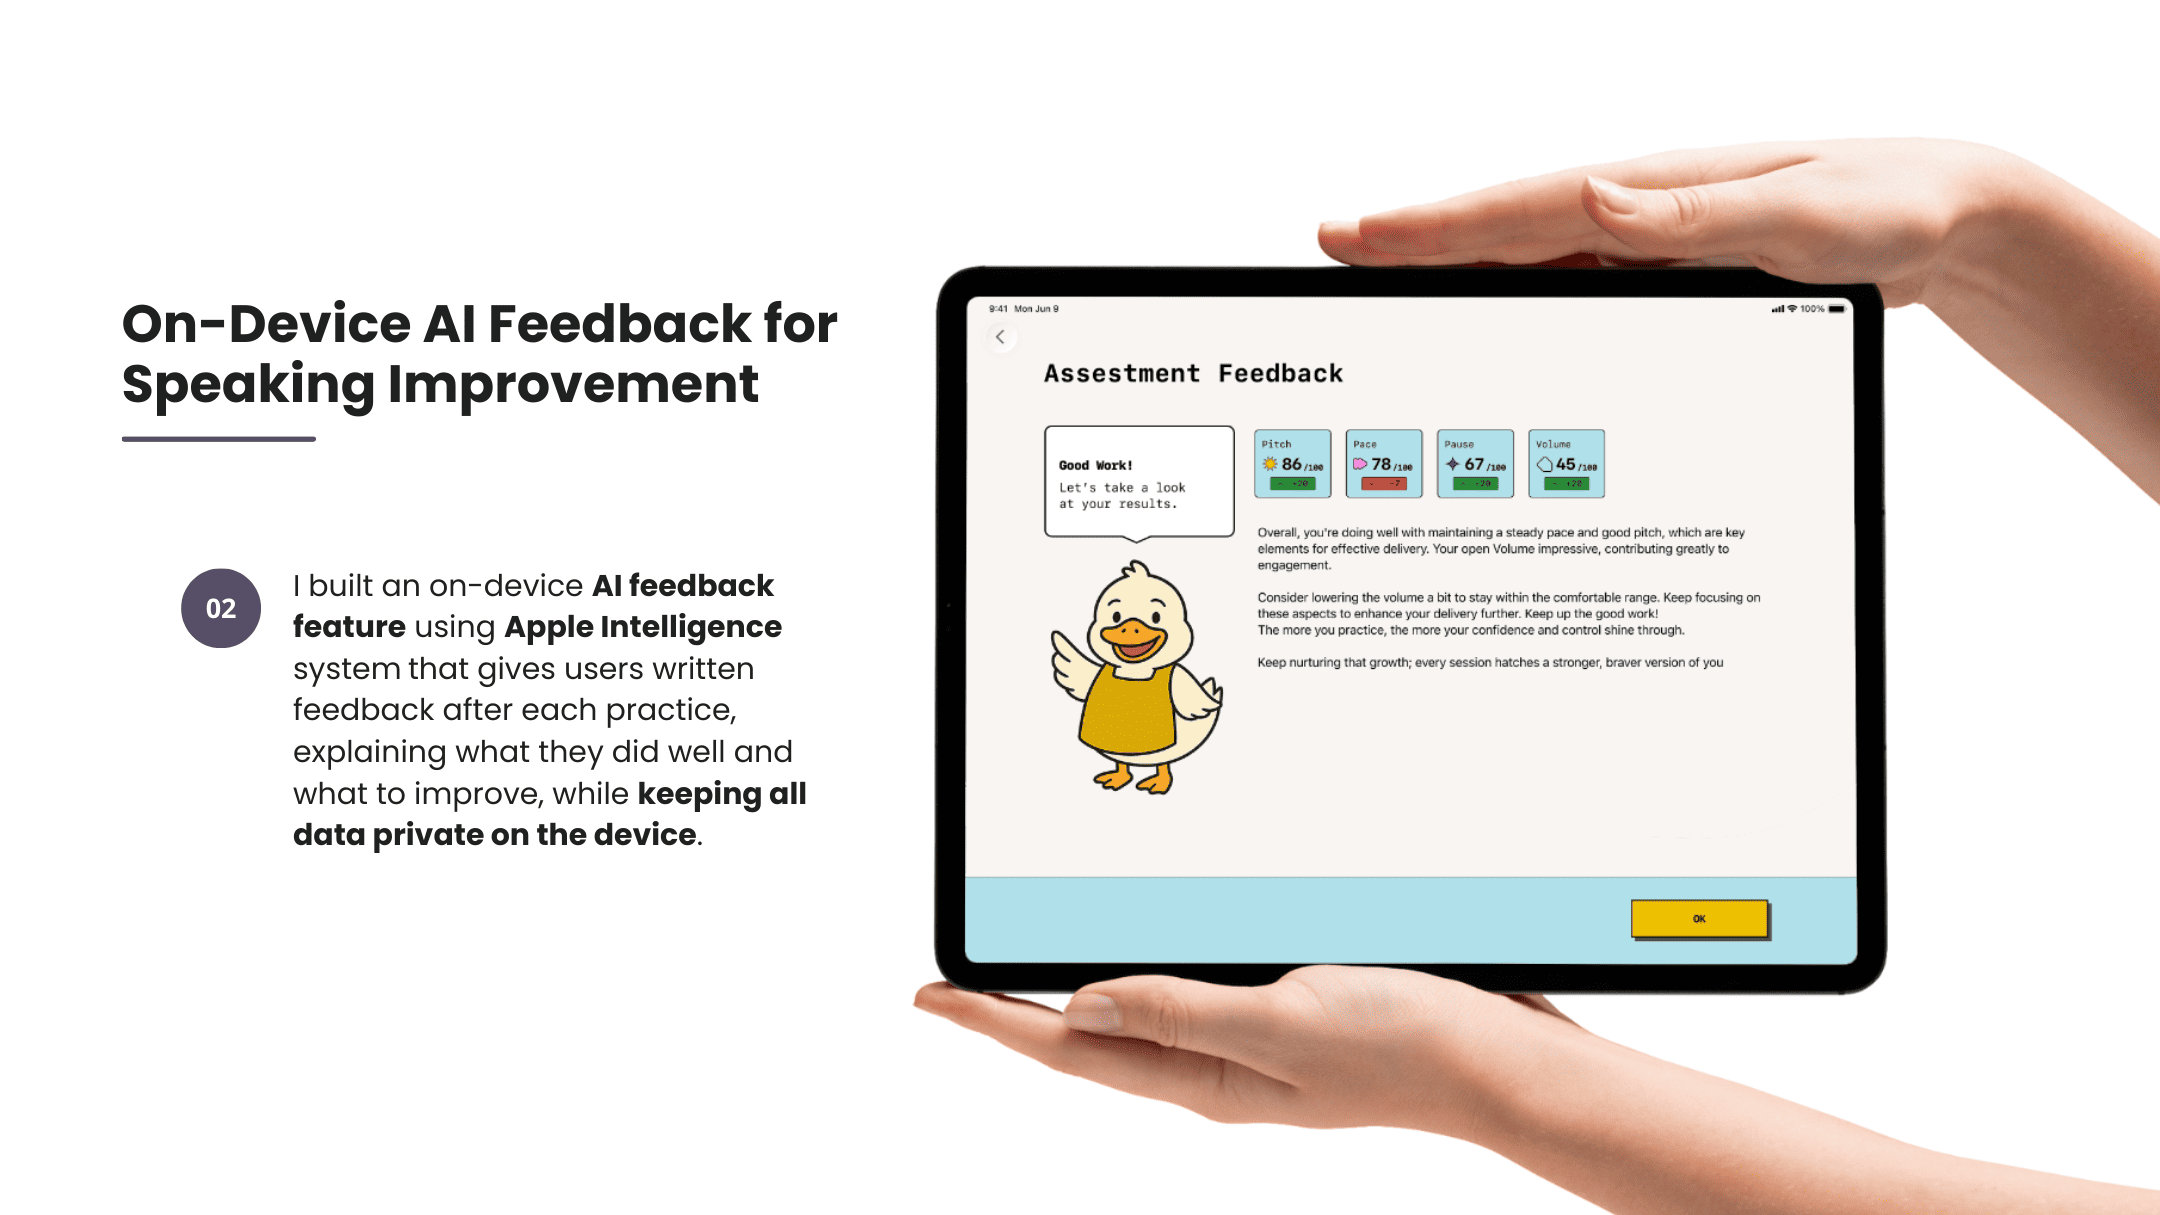 On-Device AI Feedback for
Speaking Improvement
02
I built an on-device AI feedback
feature using Apple Intelligence
system that gives users written
feedback after each practice,
explaining what they did well and
what to improve, while keeping all
data private on the device.
9:41 Mon Jun 9
100%
Assestment Feedback
Good Work!
Let's take a look
at your results.
Pitch
86/100
+20
Pace
78/100
-7
Pause
67/100
Volume
45/100
+20
Overall, you're doing well with maintaining a steady pace and good pitch, which are key
elements for effective delivery. Your open Volume impressive, contributing greatly to
engagement.
Consider lowering the volume a bit to stay within the comfortable range. Keep focusing on
these aspects to enhance your delivery further. Keep up the good work!
The more you practice, the more your confidence and control shine through.
Keep nurturing that growth; every session hatches a stronger, braver version of you
OK